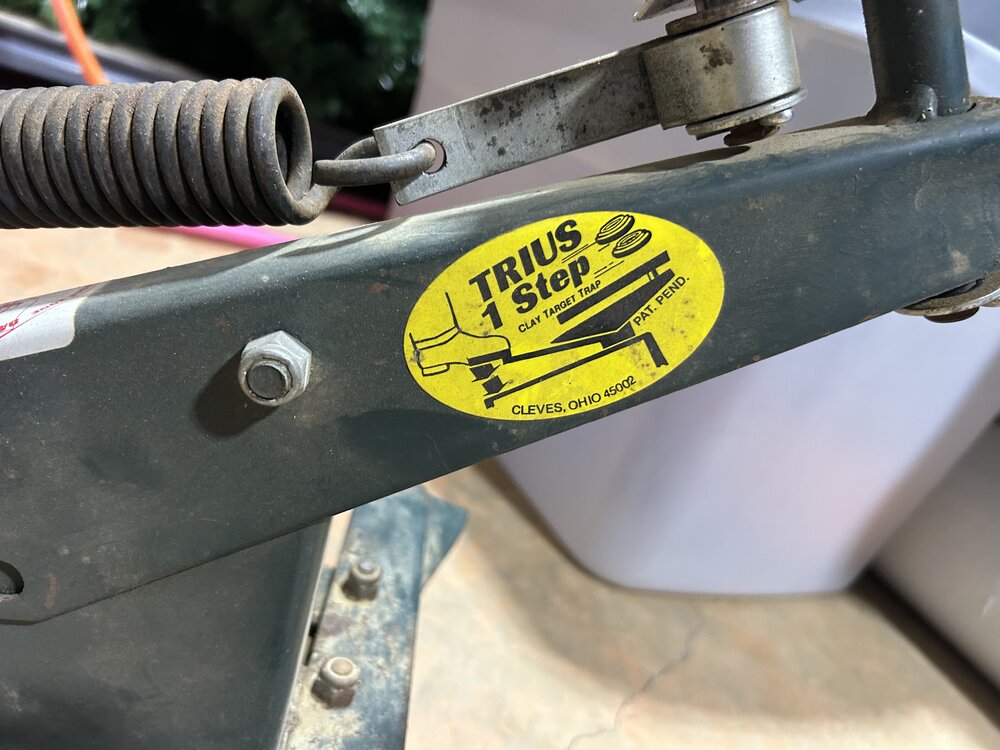 TRIUS
1 Step
CLAY TARGET TRAP
PAT. PEND.
CLEVES, OHIO 45002